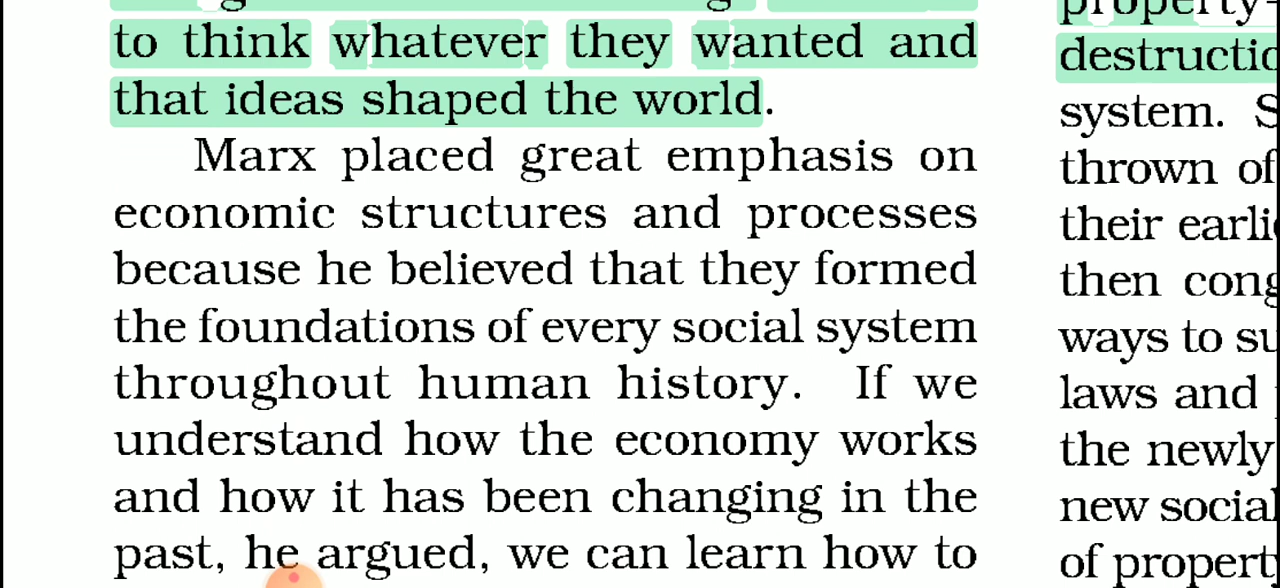 to think whatever they wanted and
that ideas shaped the world.
Marx placed great emphasis on
economic structures and processes
because he believed that they formed
the foundations of every social system
throughout human history. If we
understand how the economy works
and how it has been changing in the
past, he argued, we can learn how to
system.
thrown
their
then
ways to
laws and
the newly
new social